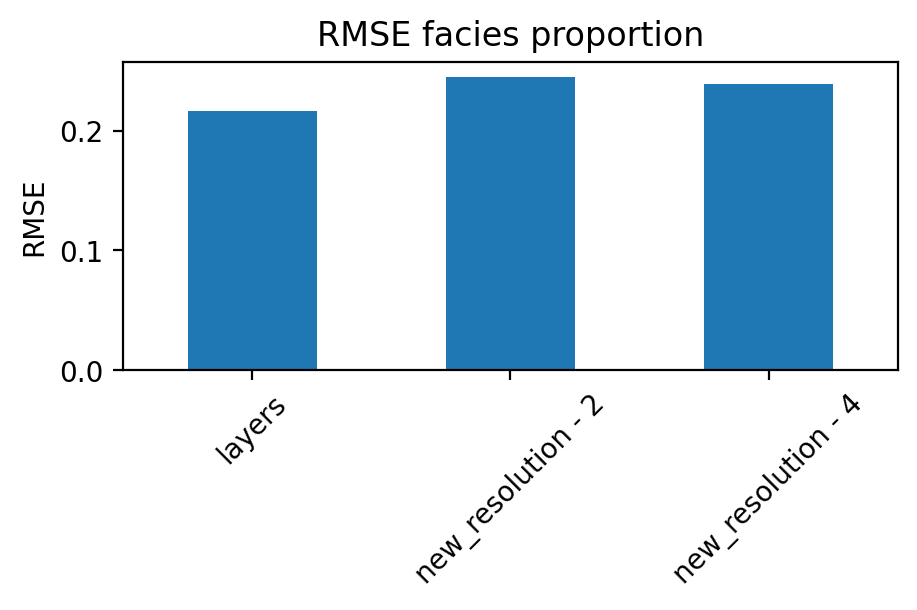 RMSE facies proportion
RMSE
0.2
0.1
0.0
layers
new_resolution - 2
new_resolution - 4